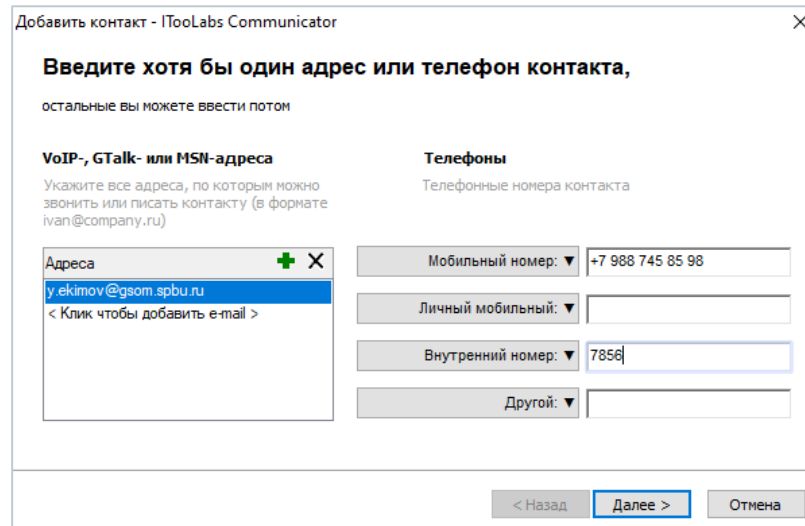 Добавить контакт - ITooLabs Communicator
Введите хотя бы один адрес или телефон контакта,
остальные вы можете ввести потом
VoIP-, GTalk- или MSN-адреса
Укажите все адреса, по которым можно
звонить или писать контакту (в формате
ivan@company.ru)
Адреса
y.ekimov@gsom.spbu.ru
< Клик чтобы добавить e-mail >
Телефоны
Телефонные номера контакта
Мобильный номер: ▼ +7 988 745 85 98
Личный мобильный: ▼
Внутренний номер: ▼ 7856
Другой: ▼
< Назад Далее > Отмена